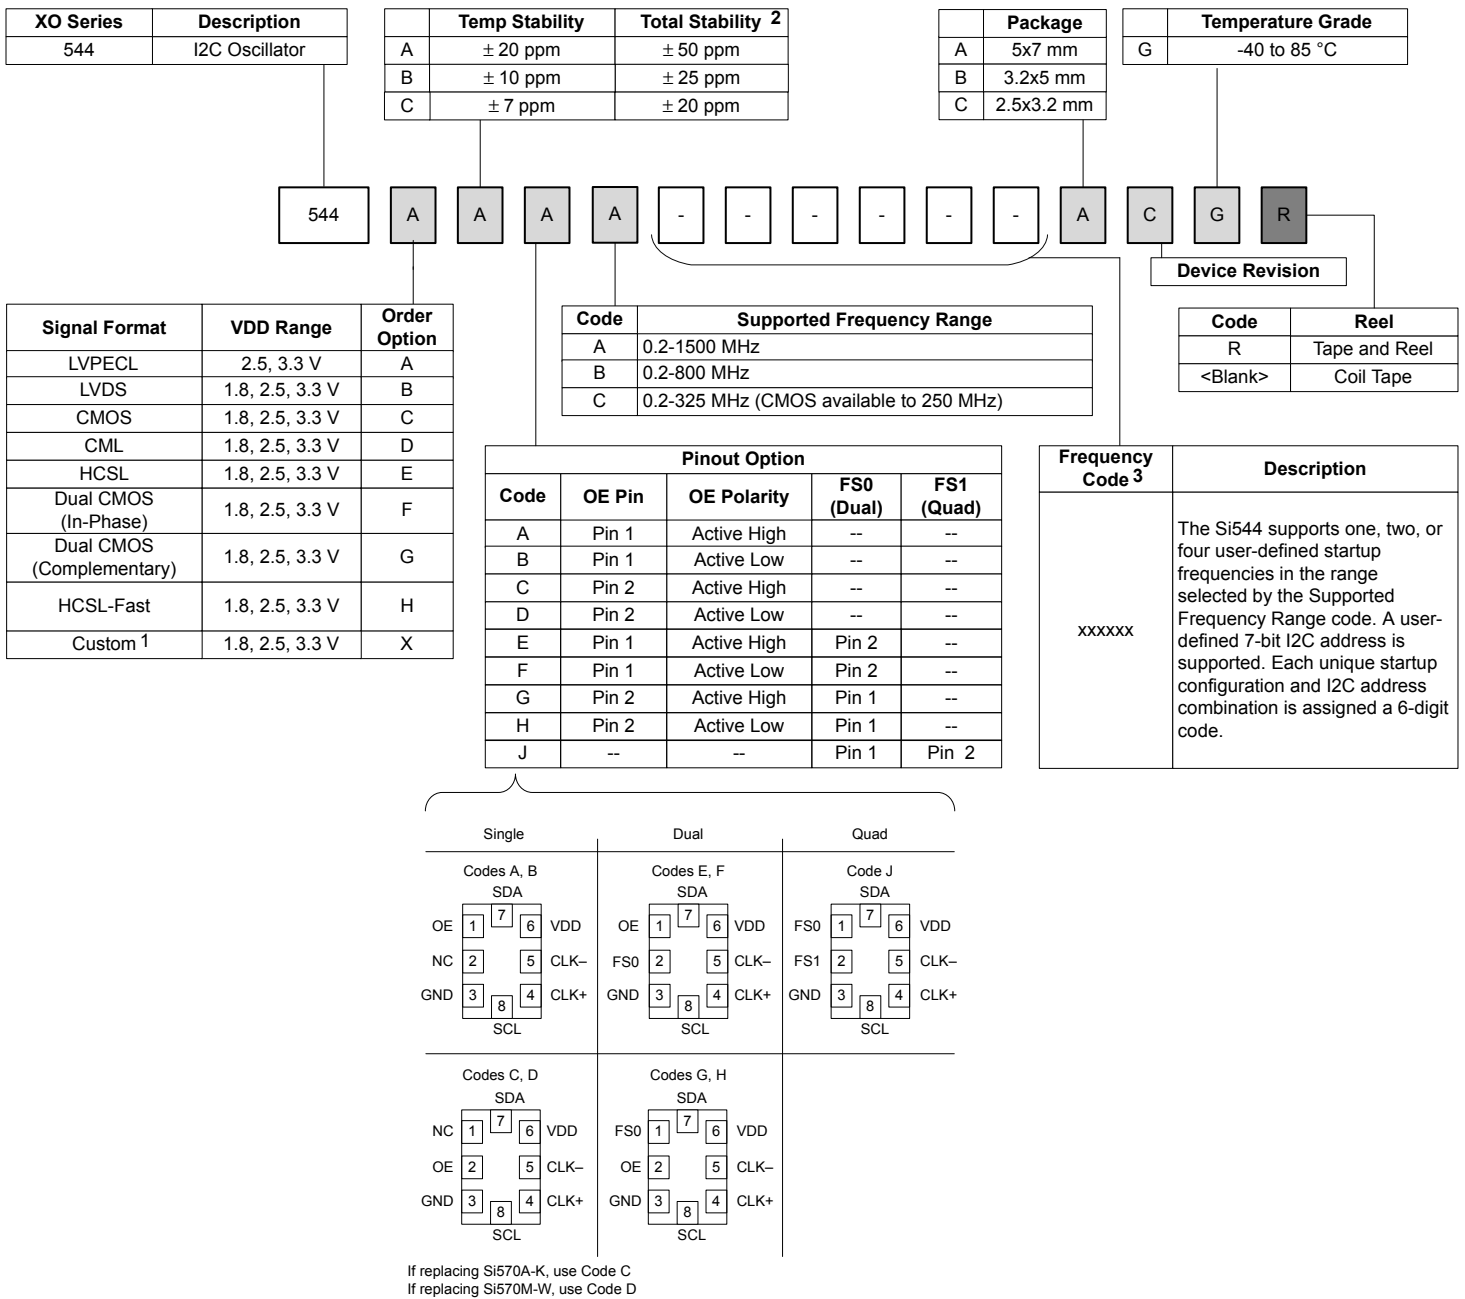 XO Series Description
544 I2C Oscillator
Temp Stability Total Stability 2
A ± 20 ppm ± 50 ppm
B ± 10 ppm ± 25 ppm
C ± 7 ppm ± 20 ppm
Package
A 5x7 mm
B 3.2x5 mm
C 2.5x3.2 mm
Temperature Grade
G -40 to 85 °C
544 A A A A - - - - - - A C G R
Device Revision
Signal Format VDD Range Order Option
LVPECL 2.5, 3.3 V A
LVDS 1.8, 2.5, 3.3 V B
CMOS 1.8, 2.5, 3.3 V C
CML 1.8, 2.5, 3.3 V D
HCSL 1.8, 2.5, 3.3 V E
Dual CMOS (In-Phase) 1.8, 2.5, 3.3 V F
Dual CMOS (Complementary) 1.8, 2.5, 3.3 V G
HCSL-Fast 1.8, 2.5, 3.3 V H
Custom 1 1.8, 2.5, 3.3 V X
Code Supported Frequency Range
A 0.2-1500 MHz
B 0.2-800 MHz
C 0.2-325 MHz (CMOS available to 250 MHz)
Code Reel
R Tape and Reel
<Blank> Coil Tape
Pinout Option
Code OE Pin OE Polarity FS0 (Dual) FS1 (Quad)
A Pin 1 Active High -- --
B Pin 1 Active Low -- --
C Pin 2 Active High -- --
D Pin 2 Active Low -- --
E Pin 1 Active High Pin 2 --
F Pin 1 Active Low Pin 2 --
G Pin 2 Active High Pin 1 --
H Pin 2 Active Low Pin 1 --
J -- -- Pin 1 Pin 2
Frequency Code 3 Description
xxxxxx
The Si544 supports one, two, or
four user-defined startup
frequencies in the range
selected by the Supported
Frequency Range code. A user-
defined 7-bit I2C address is
supported. Each unique startup
configuration and I2C address
combination is assigned a 6-digit
code.
Single Dual Quad
Codes A, B
SDA
7
OE 1 6 VDD
NC 2 5 CLK–
GND 3 4 CLK+
8
SCL
Codes E, F
SDA
7
OE 1 6 VDD
FS0 2 5 CLK–
GND 3 4 CLK+
8
SCL
Code J
SDA
7
FS0 1 6 VDD
FS1 2 5 CLK–
GND 3 4 CLK+
8
SCL
Codes C, D
SDA
7
NC 1 6 VDD
OE 2 5 CLK–
GND 3 4 CLK+
8
SCL
Codes G, H
SDA
7
FS0 1 6 VDD
OE 2 5 CLK–
GND 3 4 CLK+
8
SCL
If replacing Si570A-K, use Code C
If replacing Si570M-W, use Code D